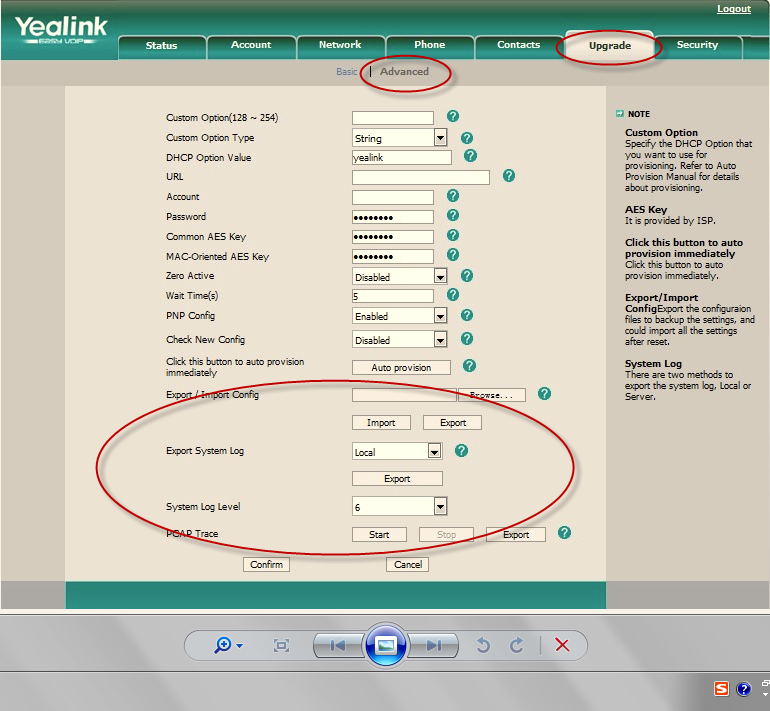 Logout
Yealink
EASY VOIP
Status Account Network Phone Contacts Upgrade Security
Basic | Advanced
Custom Option(128 ~ 254)
Custom Option Type String
DHCP Option Value yealink
URL
Account
Password ••••••••
Common AES Key ••••••••
MAC-Oriented AES Key ••••••••
Zero Active Disabled
Wait Time(s) 5
PNP Config Enabled
Check New Config Disabled
Click this button to auto provision
immediately
Auto provision
Export / Import Config Browse...
Import Export
Export System Log Local
Export
System Log Level 6
PCAP Trace Start Stop Export
Confirm Cancel
NOTE
Custom Option
Specify the DHCP Option that
you want to use for
provisioning. Refer to Auto
Provision Manual for details
about provisioning.
AES Key
It is provided by ISP.
Click this button to auto
provision immediately
Click this button to auto
provision immediately.
Export/Import
ConfigExport the configuraion
files to backup the settings, and
could import all the settings
after reset.
System Log
There are two methods to
export the system log, Local or
Server.
S